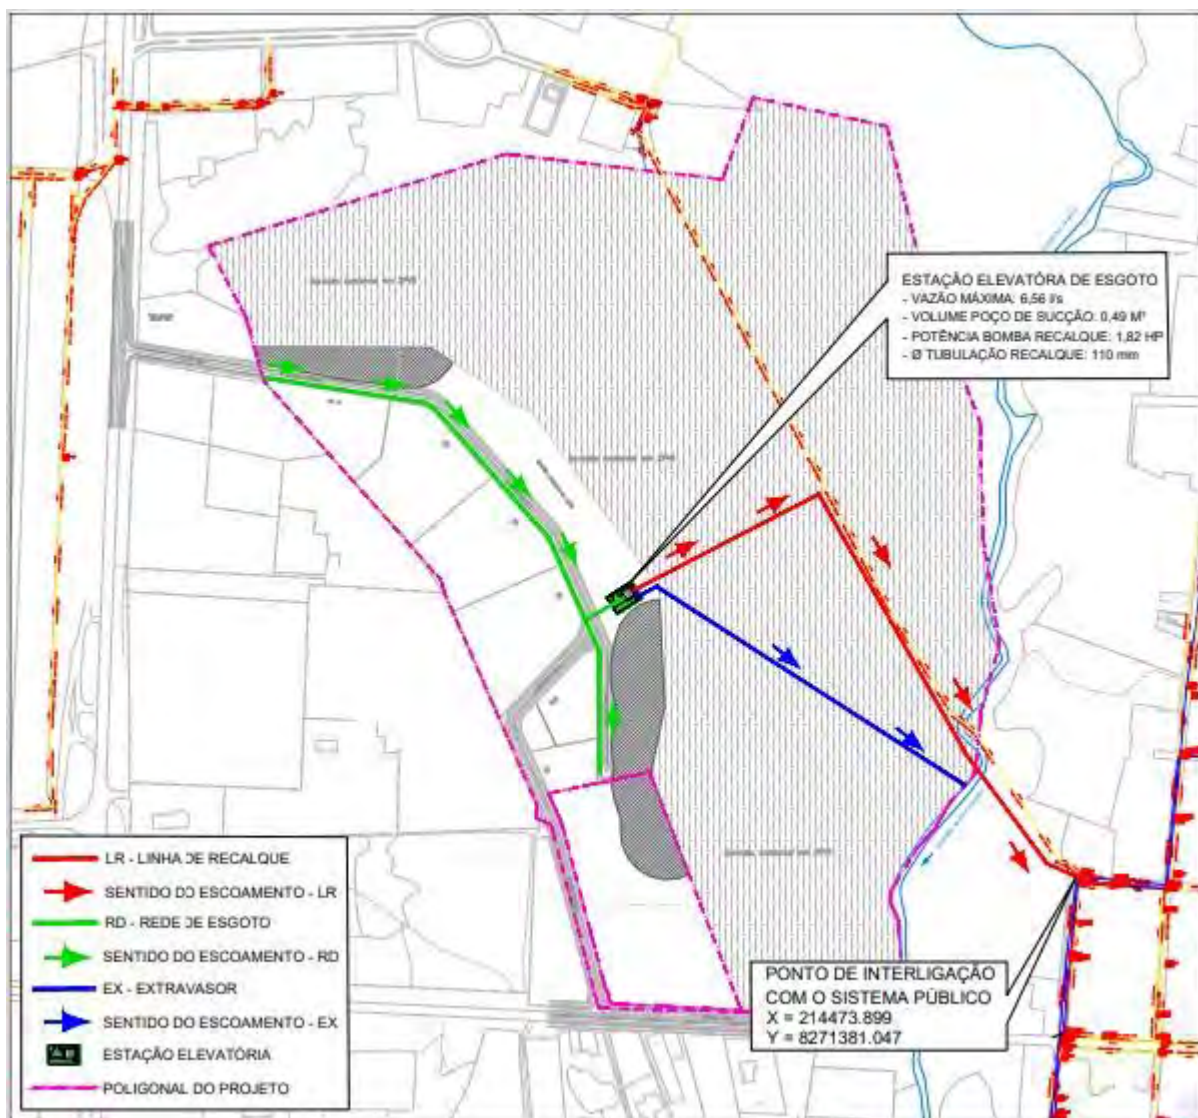 ESTAÇÃO ELEVATÓRA DE ESGOTO
- VAZÃO MÁXIMA: 6,56 l/s
- VOLUME POÇO DE SUCÇÃO: 0,49 M³
- POTÊNCIA BOMBA RECALQUE: 1,82 HP
- Ø TUBULAÇÃO RECALQUE: 110 mm
LR - LINHA DE RECALQUE
SENTIDO DO ESCOAMENTO - LR
RD - REDE DE ESGOTO
SENTIDO DO ESCOAMENTO - RD
EX - EXTRAVASOR
SENTIDO DO ESCOAMENTO - EX
ESTAÇÃO ELEVATÓRIA
POLIGONAL DO PROJETO
PONTO DE INTERLIGAÇÃO
COM O SISTEMA PÚBLICO
X = 214473.899
Y = 8271381.047